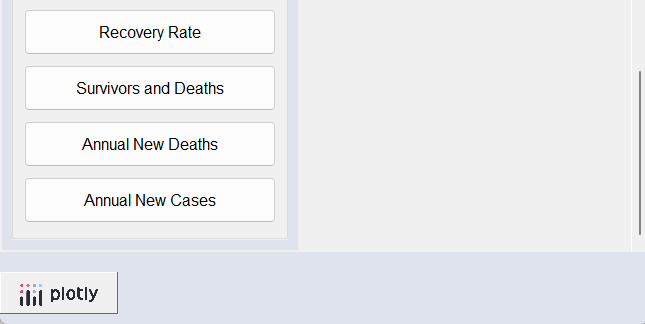 Recovery Rate
Survivors and Deaths
Annual New Deaths
Annual New Cases
plotly